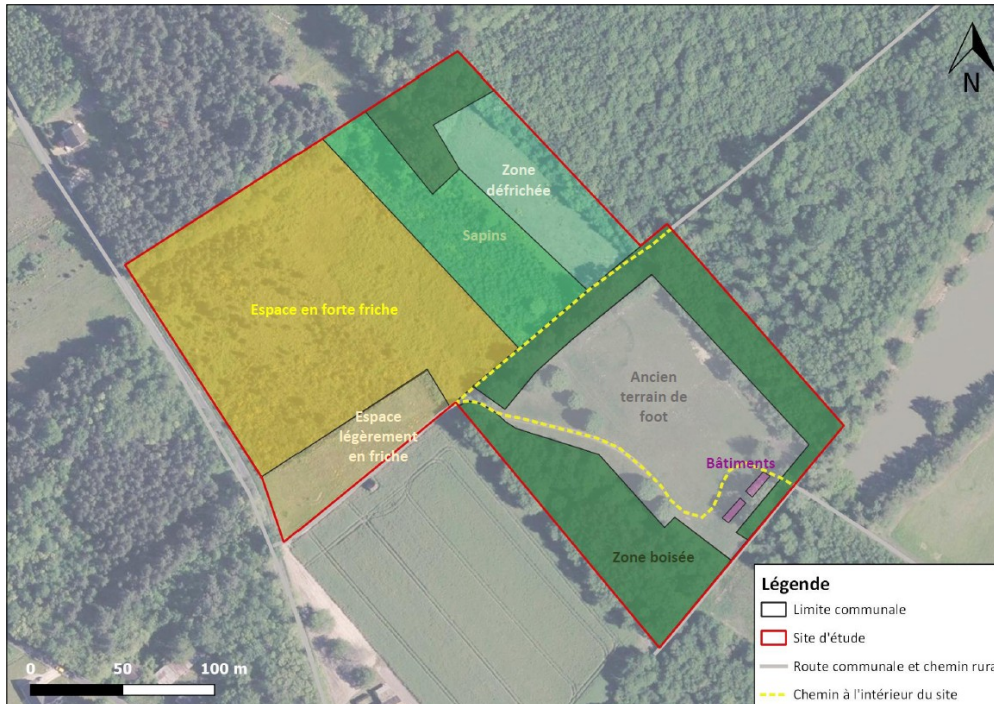 N
Zone
défrichée
Sapins
Espace en forte friche
Ancien
terrain de
foot
Espace
légèrement
en friche
Bâtiments
Zone boisée
0 50 100 m
Légende
Limite communale
Site d'étude
Route communale et chemin rura
Chemin à l'intérieur du site